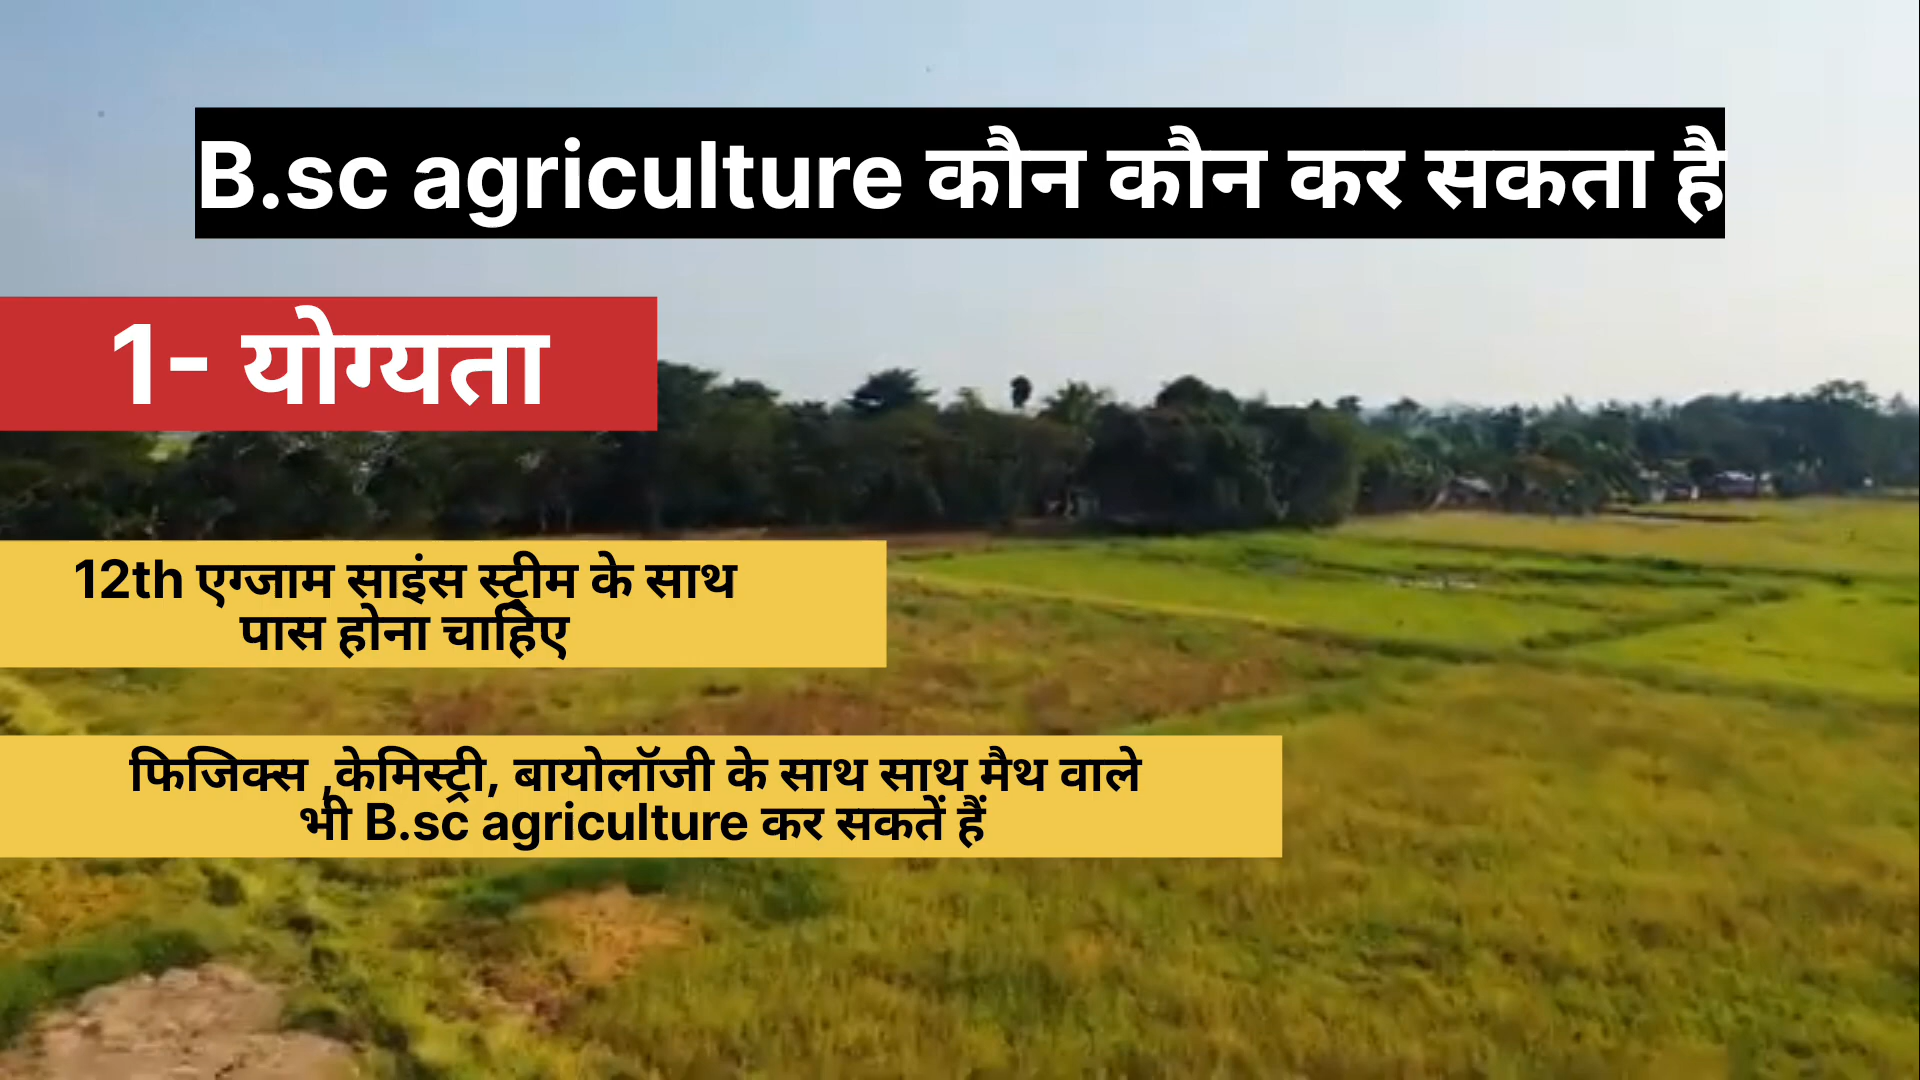 B.sc agriculture कौन कौन कर सकता है
1- योग्यता
12th एग्जाम साइंस स्ट्रीम के साथ
पास होना चाहिए
फिजिक्स ,केमिस्ट्री, बायोलॉजी के साथ साथ मैथ वाले
भी B.sc agriculture कर सकतें हैं